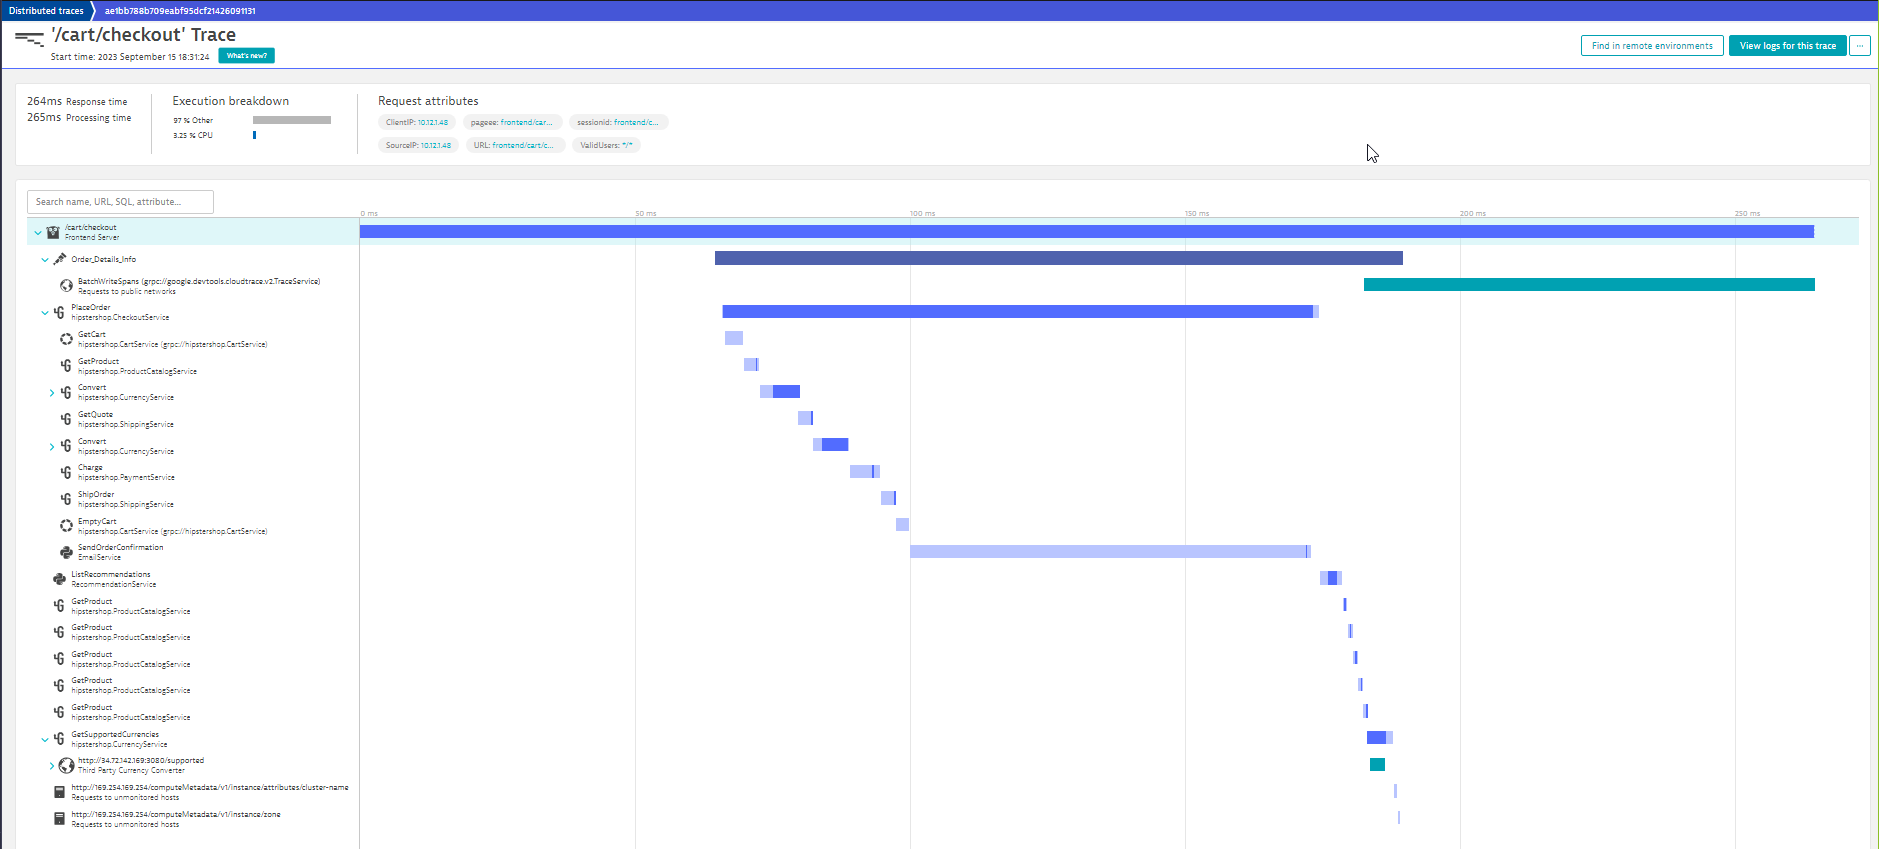 Distributed traces ae1bb788b709eabf95dcf21426091131
'/cart/checkout' Trace
Start time: 2023 September 15 18:31:24 What's new?
Find in remote environments View logs for this trace ...
264ms Response time
265ms Processing time
Execution breakdown
97 % Other
3.25 % CPU
Request attributes
ClientIP: 10.12.1.48 pageee: frontend/car... sessionid: frontend/c...
SourceIP: 10.12.1.48 URL: frontend/cart/c... ValidUsers: */*
Search name, URL, SQL, attribute...
0 ms 50 ms 100 ms 150 ms 200 ms 250 ms
/cart/checkout
Frontend Server
Order_Details_Info
BatchWriteSpans (grpc://google.devtools.cloudtrace.v2.TraceService)
Requests to public networks
PlaceOrder
hipstershop.CheckoutService
GetCart
hipstershop.CartService (grpc://hipstershop.CartService)
GetProduct
hipstershop.ProductCatalogService
Convert
hipstershop.CurrencyService
GetQuote
hipstershop.ShippingService
Convert
hipstershop.CurrencyService
Charge
hipstershop.PaymentService
ShipOrder
hipstershop.ShippingService
EmptyCart
hipstershop.CartService (grpc://hipstershop.CartService)
SendOrderConfirmation
EmailService
ListRecommendations
RecommendationService
GetProduct
hipstershop.ProductCatalogService
GetProduct
hipstershop.ProductCatalogService
GetProduct
hipstershop.ProductCatalogService
GetProduct
hipstershop.ProductCatalogService
GetProduct
hipstershop.ProductCatalogService
GetSupportedCurrencies
hipstershop.CurrencyService
http://34.72.142.169:3080/supported
Third Party Currency Converter
http://169.254.169.254/computeMetadata/v1/instance/attributes/cluster-name
Requests to unmonitored hosts
http://169.254.169.254/computeMetadata/v1/instance/zone
Requests to unmonitored hosts